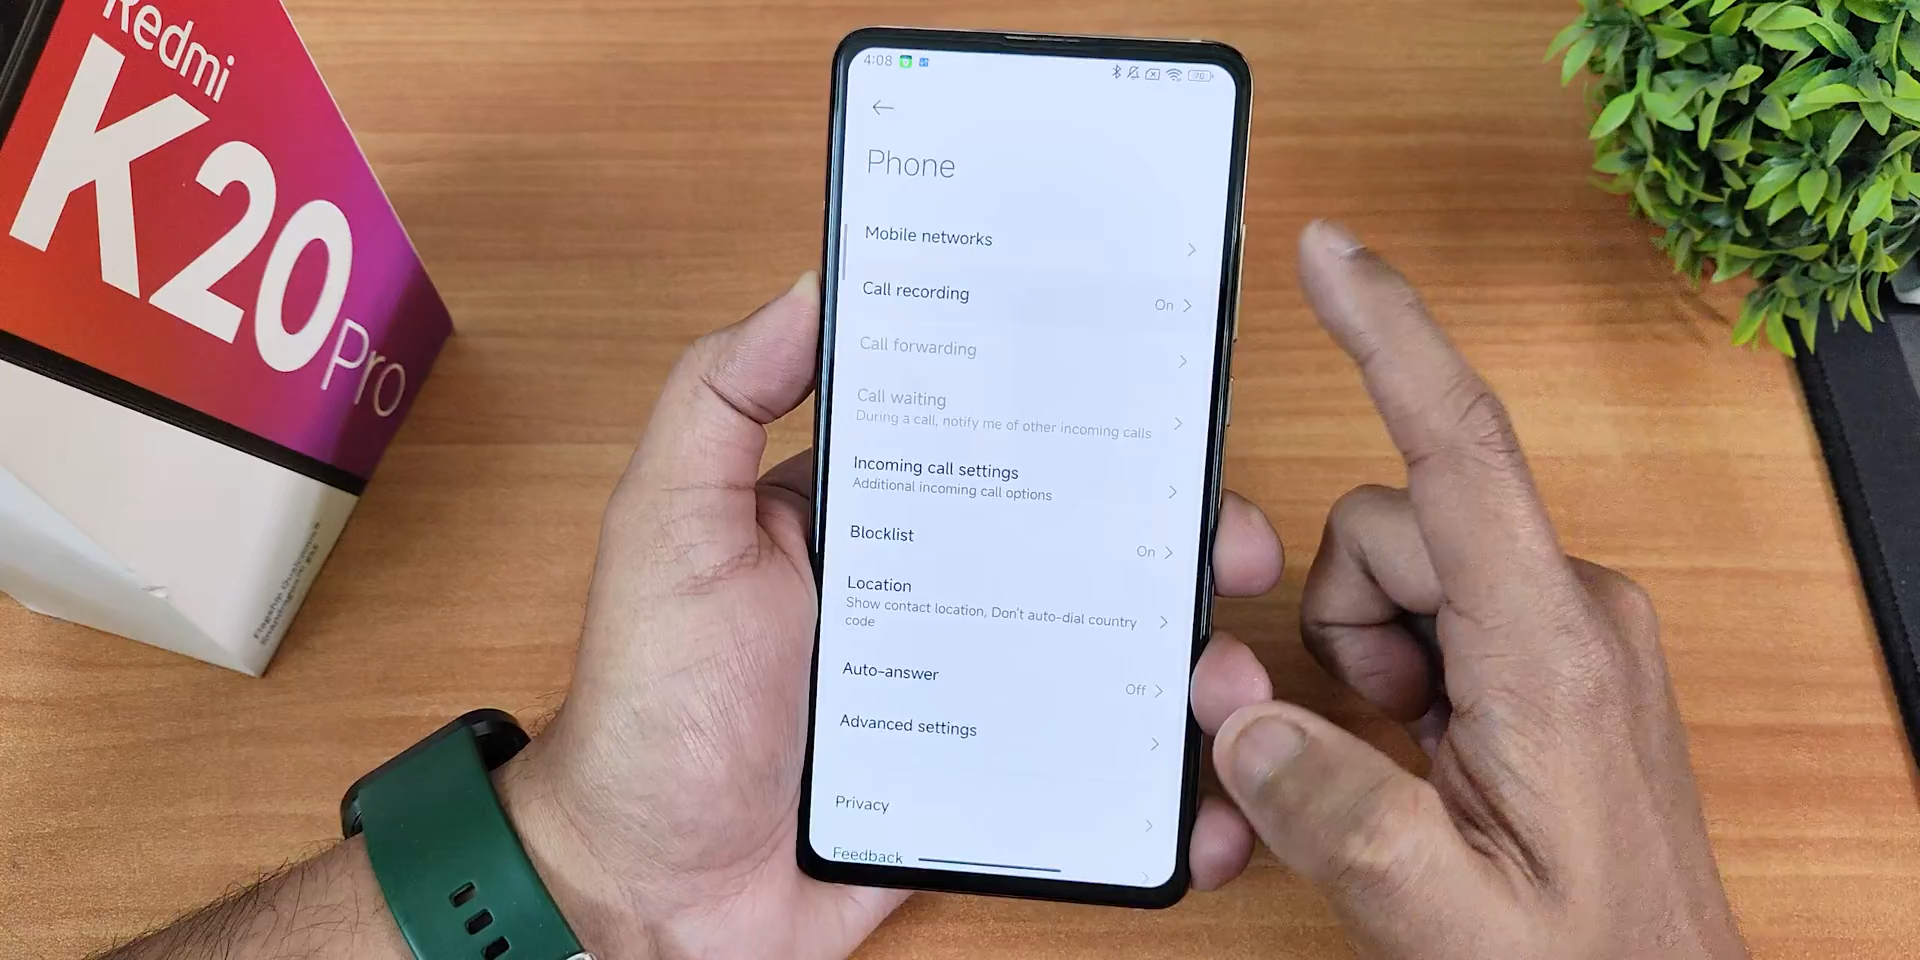 Redmi
K20 Pro
4:08
70
Phone
Mobile networks
Call recording
On
Call forwarding
Call waiting
During a call, notify me of other incoming calls
Incoming call settings
Additional incoming call options
Blocklist
On
Location
Show contact location, Don't auto-dial country
code
Auto-answer
Off
Advanced settings
Privacy
Feedback